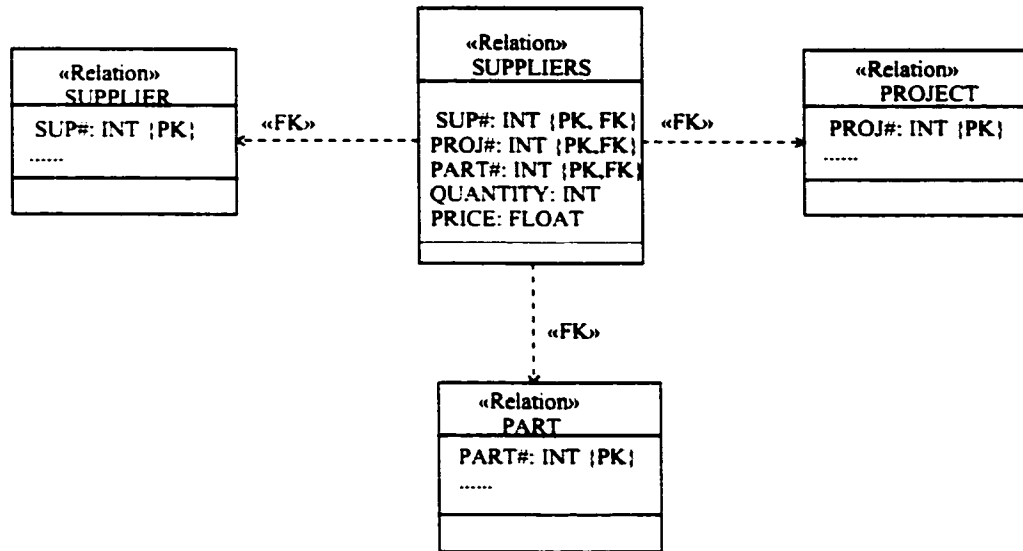 «Relation»
SUPPLIERS
SUP#: INT {PK, FK}
PROJ#: INT {PK,FK}
PART#: INT {PK,FK}
QUANTITY: INT
PRICE: FLOAT
«Relation»
SUPPLIER
SUP#: INT {PK}
......
«FK»
«FK»
«Relation»
PROJECT
PROJ#: INT {PK}
......
«FK»
«Relation»
PART
PART#: INT {PK}
......